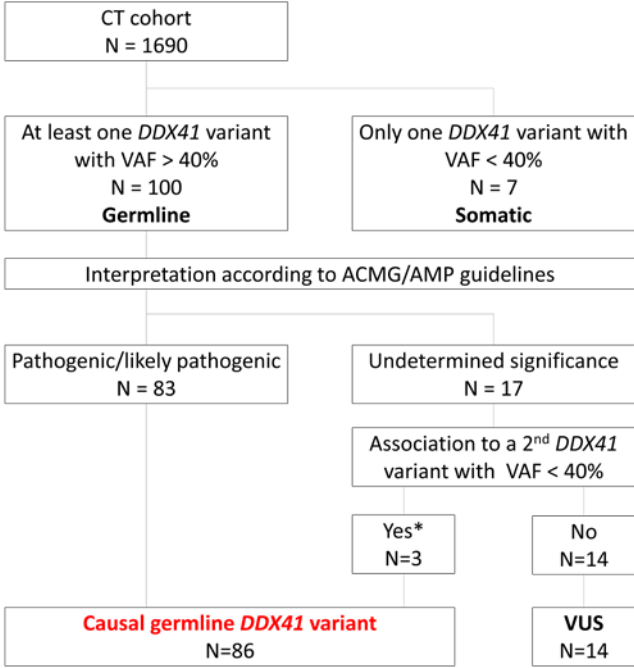 CT cohort
N = 1690
At least one DDX41 variant
with VAF > 40%
N = 100
Germline
Only one DDX41 variant with
VAF < 40%
N = 7
Somatic
Interpretation according to ACMG/AMP guidelines
Pathogenic/likely pathogenic
N = 83
Undetermined significance
N = 17
Association to a 2nd DDX41
variant with VAF < 40%
Yes*
N=3
No
N=14
Causal germline DDX41 variant
N=86
VUS
N=14